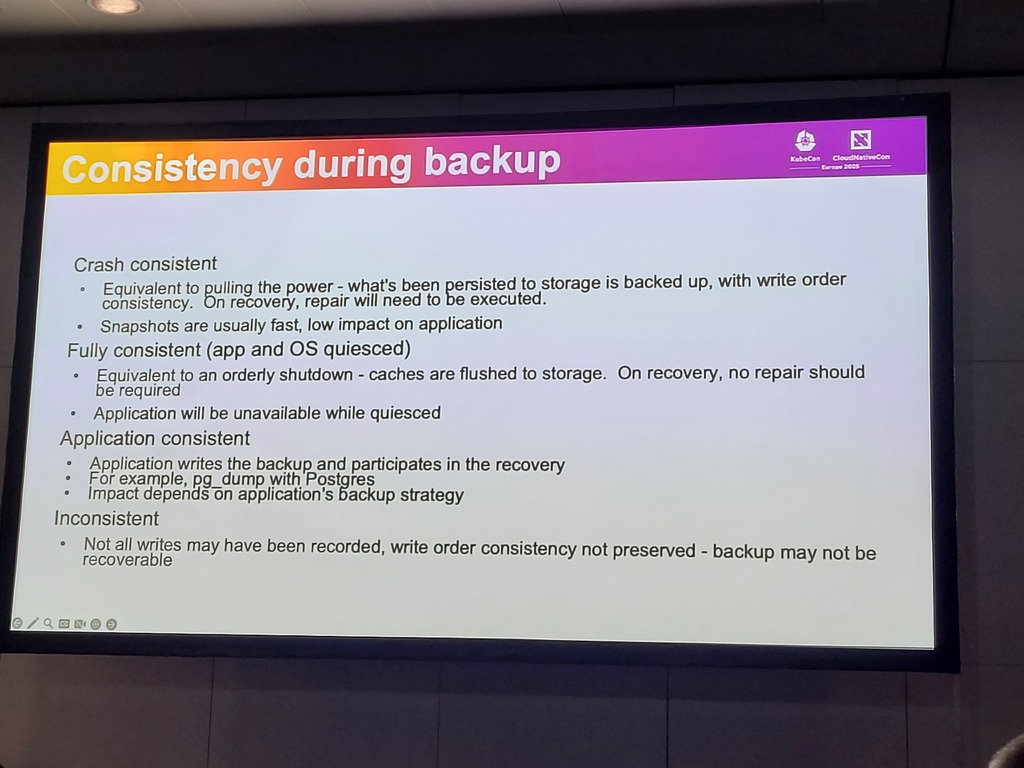 Consistency during backup
KubeCon
CloudNativeCon
Europe 2025
Crash consistent
• Equivalent to pulling the power - what's been persisted to storage is backed up, with write order
consistency. On recovery, repair will need to be executed.
• Snapshots are usually fast, low impact on application
Fully consistent (app and OS quiesced)
• Equivalent to an orderly shutdown - caches are flushed to storage. On recovery, no repair should
be required
• Application will be unavailable while quiesced
Application consistent
• Application writes the backup and participates in the recovery
• For example, pg_dump with Postgres
• Impact depends on application's backup strategy
Inconsistent
• Not all writes may have been recorded, write order consistency not preserved - backup may not be
recoverable